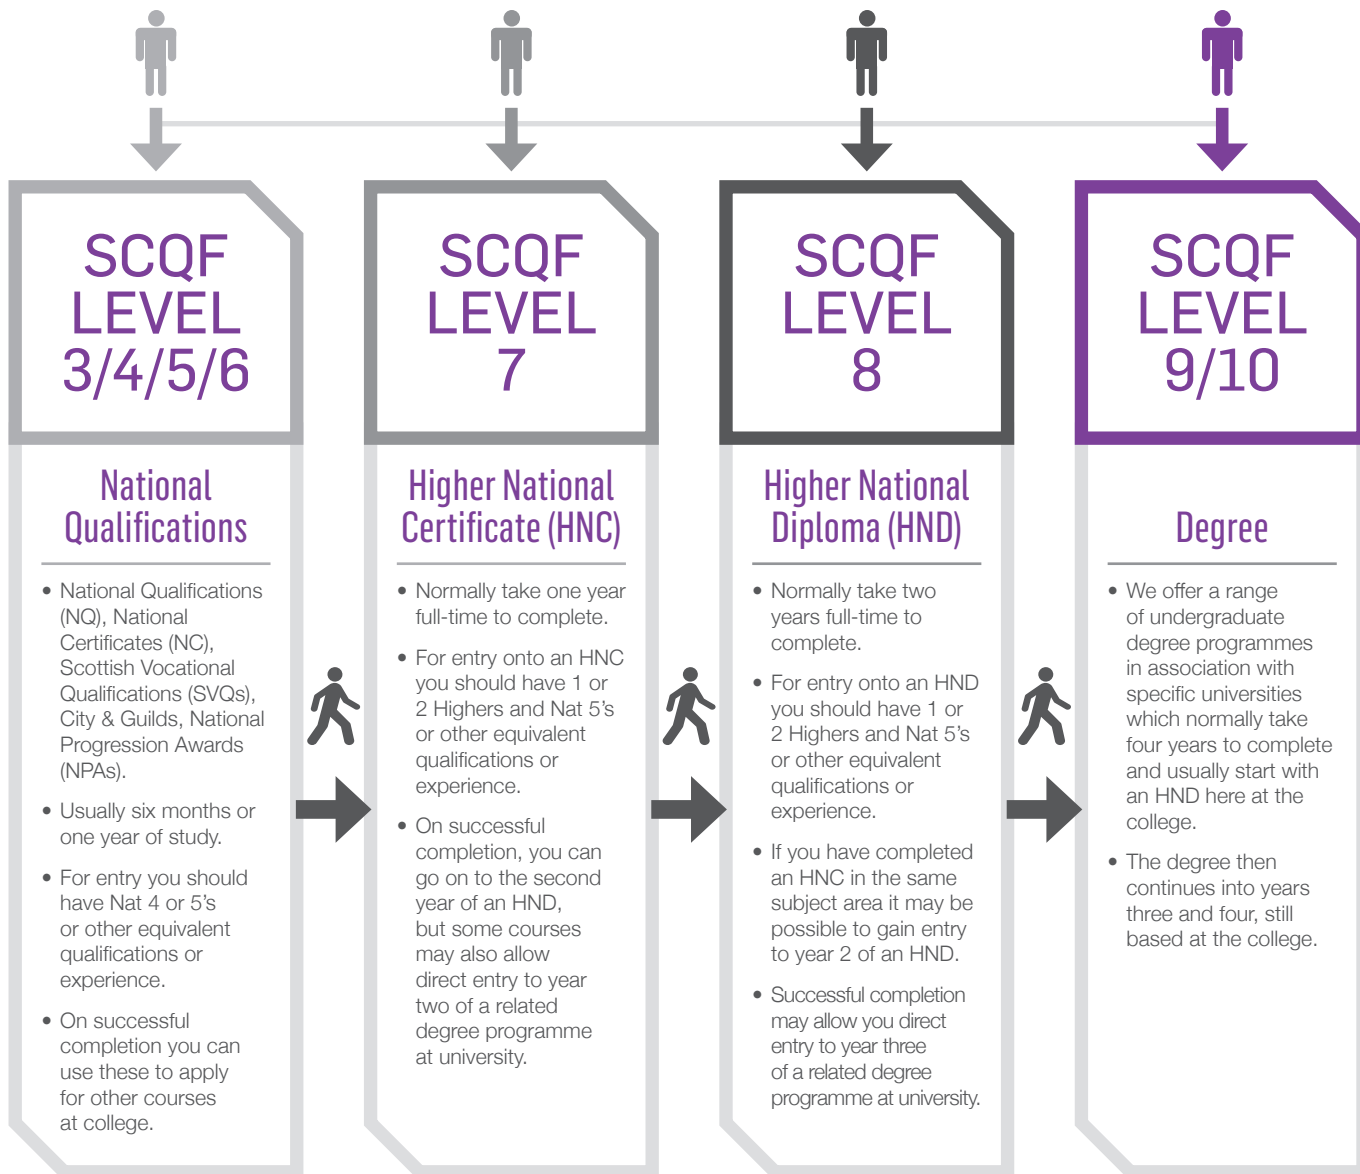 SCQF
LEVEL
3/4/5/6
National
Qualifications
• National Qualifications
(NQ), National
Certificates (NC),
Scottish Vocational
Qualifications (SVQs),
City & Guilds, National
Progression Awards
(NPAs).
• Usually six months or
one year of study.
• For entry you should
have Nat 4 or 5’s
or other equivalent
qualifications or
experience.
• On successful
completion you can
use these to apply
for other courses
at college.
SCQF
LEVEL
7
Higher National
Certificate (HNC)
• Normally take one year
full-time to complete.
• For entry onto an HNC
you should have 1 or
2 Highers and Nat 5’s
or other equivalent
qualifications or
experience.
• On successful
completion, you can
go on to the second
year of an HND,
but some courses
may also allow
direct entry to year
two of a related
degree programme
at university.
SCQF
LEVEL
8
Higher National
Diploma (HND)
• Normally take two
years full-time to
complete.
• For entry onto an HND
you should have 1 or
2 Highers and Nat 5’s
or other equivalent
qualifications or
experience.
• If you have completed
an HNC in the same
subject area it may be
possible to gain entry
to year 2 of an HND.
• Successful completion
may allow you direct
entry to year three
of a related degree
programme at university.
SCQF
LEVEL
9/10
Degree
• We offer a range
of undergraduate
degree programmes
in association with
specific universities
which normally take
four years to complete
and usually start with
an HND here at the
college.
• The degree then
continues into years
three and four, still
based at the college.